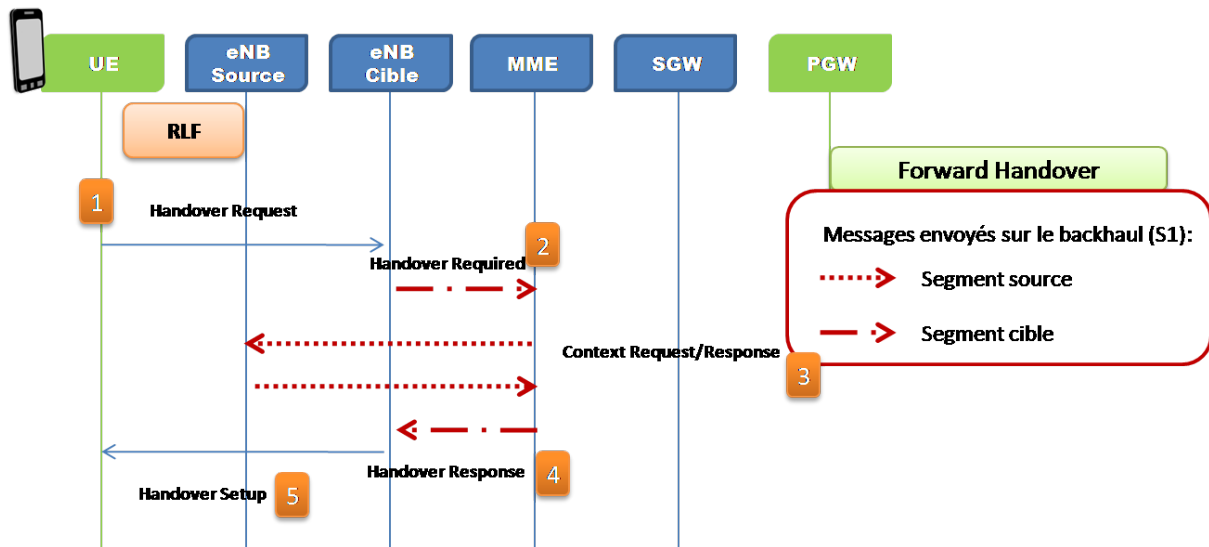 UE
eNB
Source
eNB
Cible
MME
SGW
PGW
RLF
Forward Handover
1
Handover Request
Messages envoyés sur le backhaul (S1):
2
Handover Required
Segment source
Segment cible
Context Request/Response
3
Handover Response
4
Handover Setup
5